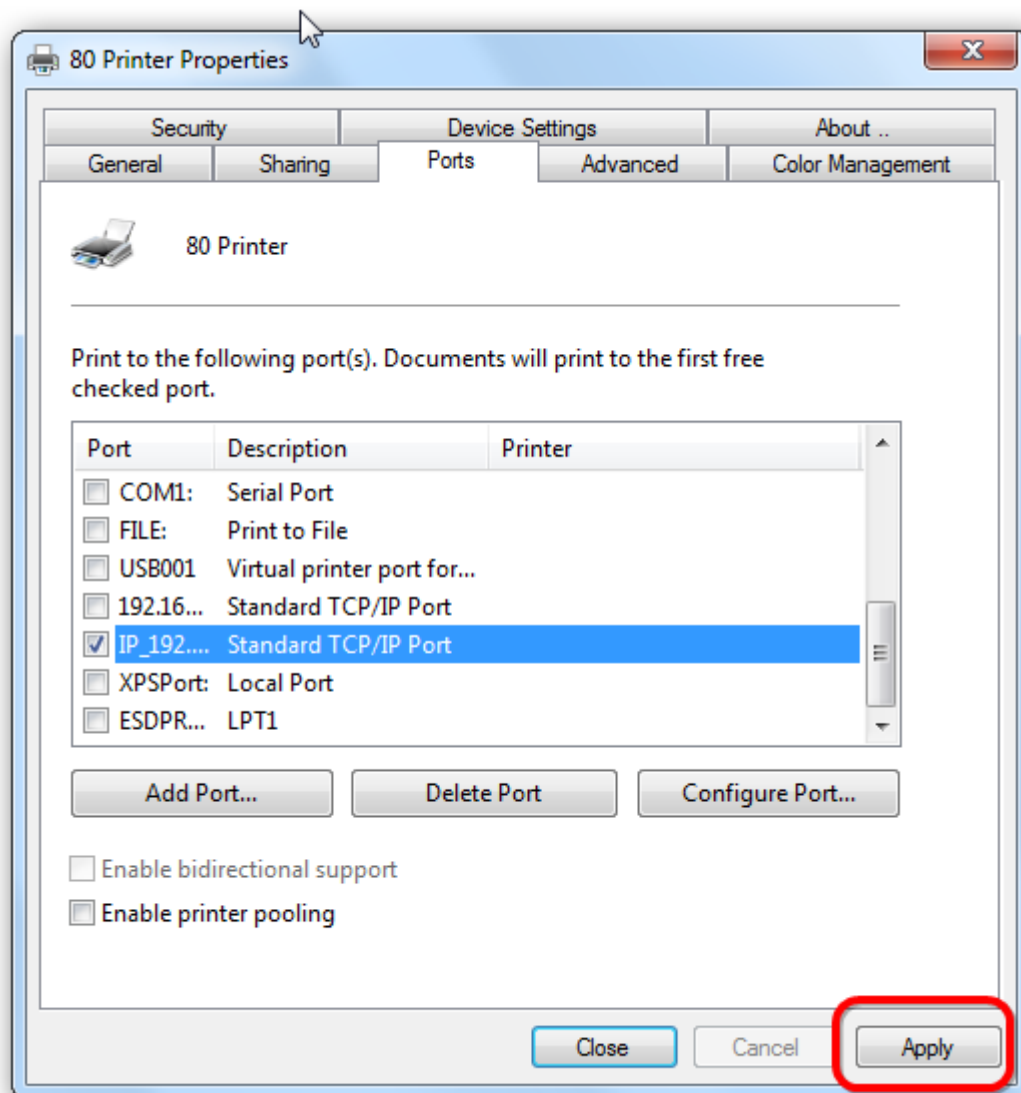 80 Printer Properties
Security Device Settings About ..
General Sharing Ports Advanced Color Management
80 Printer
Print to the following port(s). Documents will print to the first free
checked port.
Port Description Printer
COM1: Serial Port
FILE: Print to File
USB001 Virtual printer port for...
192.16... Standard TCP/IP Port
IP_192.... Standard TCP/IP Port
XPSPort: Local Port
ESDPR... LPT1
Add Port... Delete Port Configure Port...
Enable bidirectional support
Enable printer pooling
Close Cancel Apply